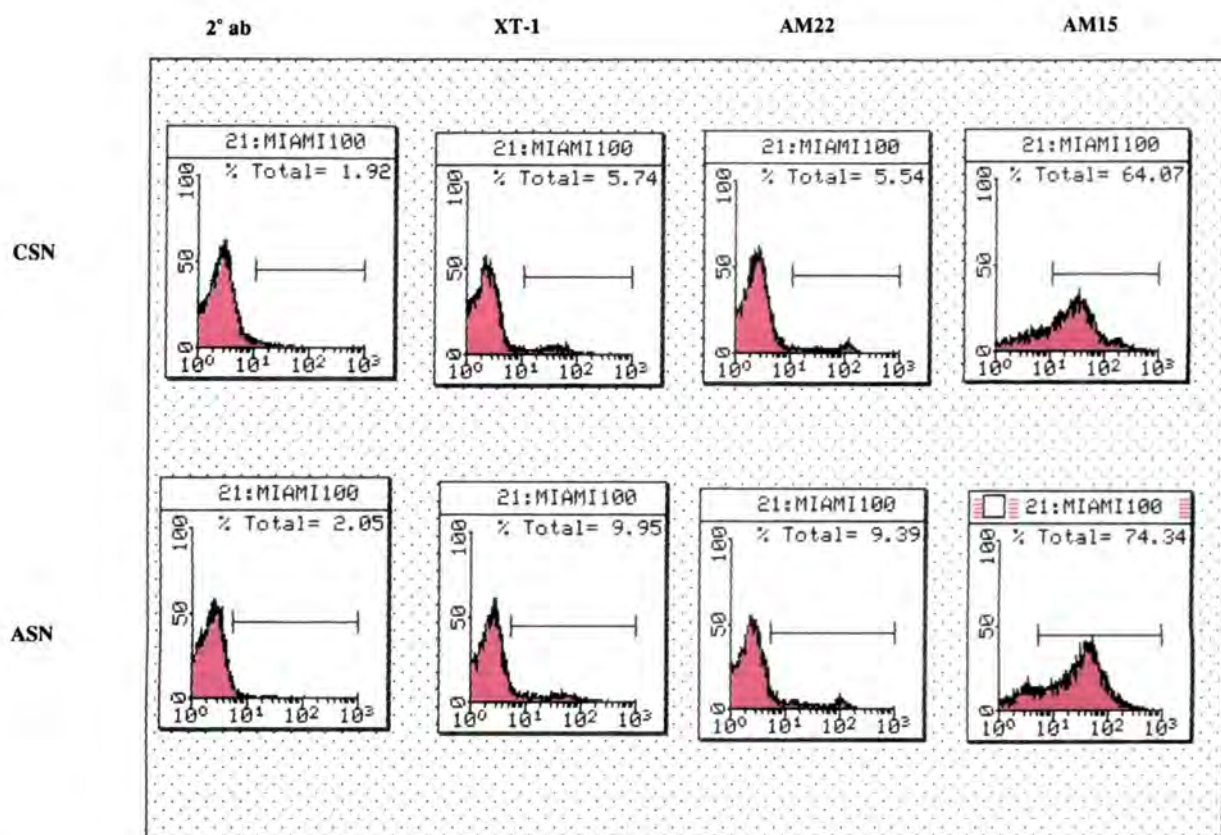 2° ab XT-1 AM22 AM15
CSN
21:MIAMI100
% Total= 1.92
100
50
0
10⁰ 10¹ 10² 10³
21:MIAMI100
% Total= 5.74
100
50
0
10⁰ 10¹ 10² 10³
21:MIAMI100
% Total= 5.54
100
50
0
10⁰ 10¹ 10² 10³
21:MIAMI100
% Total= 64.07
100
50
0
10⁰ 10¹ 10² 10³
ASN
21:MIAMI100
% Total= 2.05
100
50
0
10⁰ 10¹ 10² 10³
21:MIAMI100
% Total= 9.95
100
50
0
10⁰ 10¹ 10² 10³
21:MIAMI100
% Total= 9.39
100
50
0
10⁰ 10¹ 10² 10³
21:MIAMI100
% Total= 74.34
100
50
0
10⁰ 10¹ 10² 10³